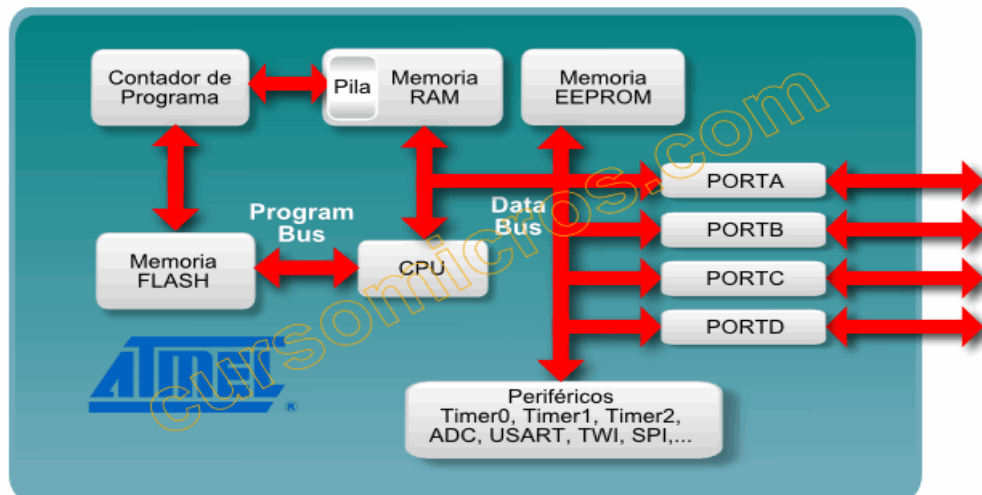 Contador de
Programa
Pila
Memoria
RAM
Memoria
EEPROM
PORTA
Program
Bus
Data
Bus
PORTB
Memoria
FLASH
CPU
PORTC
PORTD
ATMEL
®
Periféricos
Timer0, Timer1, Timer2,
ADC, USART, TWI, SPI,...
cursomicros.com